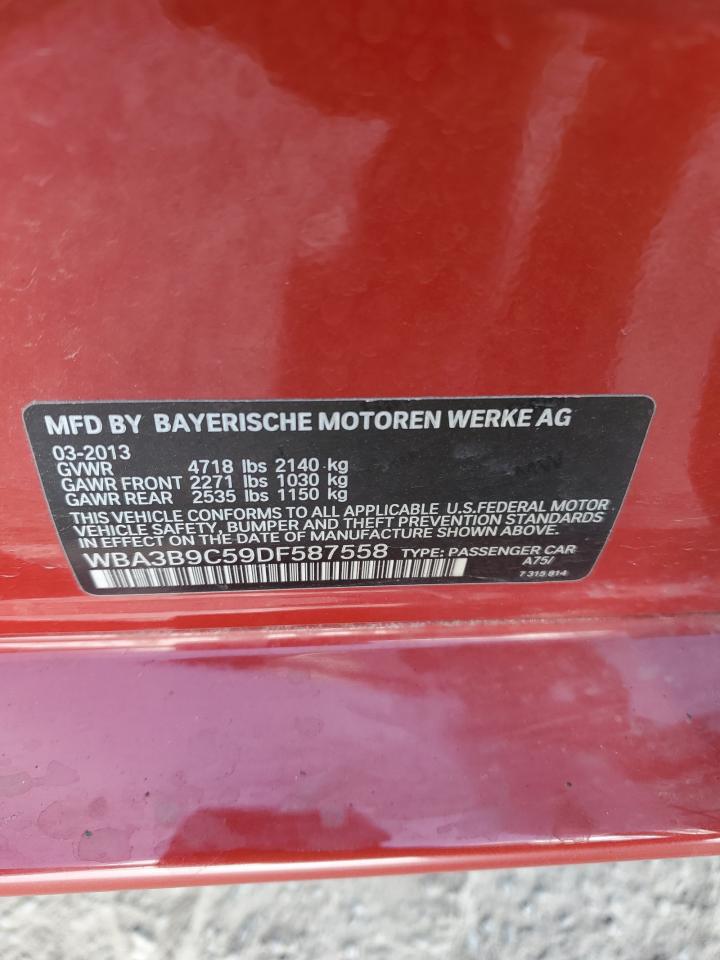 MFD BY BAYERISCHE MOTOREN WERKE AG
03-2013
GVWR 4718 lbs 2140 kg
GAWR FRONT 2271 lbs 1030 kg
GAWR REAR 2535 lbs 1150 kg
THIS VEHICLE CONFORMS TO ALL APPLICABLE U.S.FEDERAL MOTOR
VEHICLE SAFETY, BUMPER AND THEFT PREVENTION STANDARDS
IN EFFECT ON THE DATE OF MANUFACTURE SHOWN ABOVE.
WBA3B9C59DF587558 TYPE: PASSENGER CAR
A75/
7 315 814